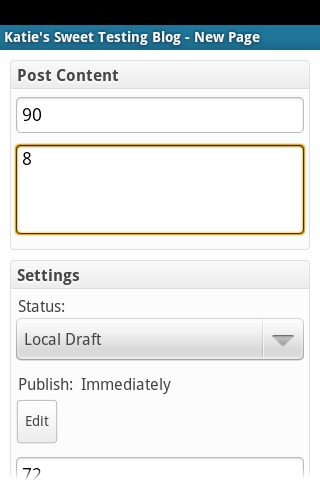 Katie's Sweet Testing Blog - New Page
Post Content
90
8
Settings
Status:
Local Draft
Publish: Immediately
Edit
72